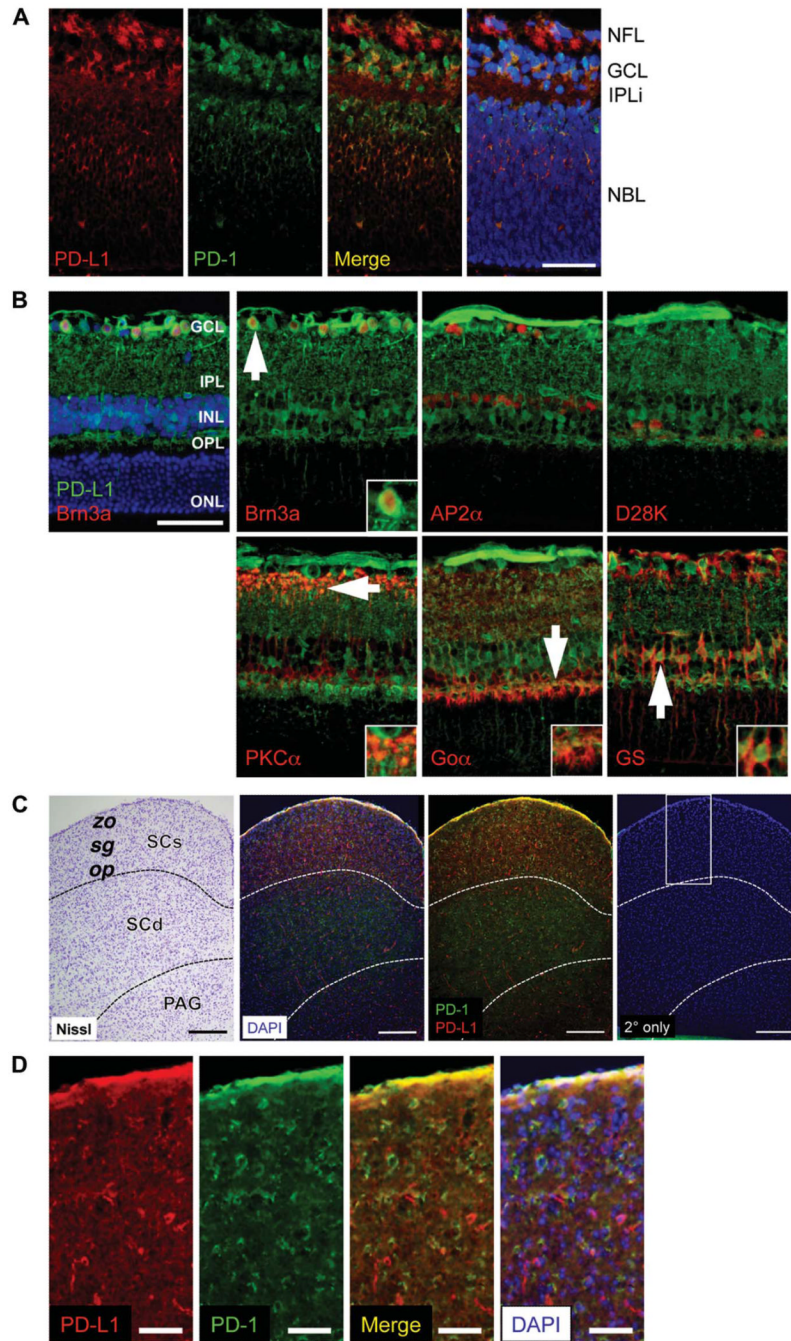 A
PD-L1
PD-1
Merge
NFL
GCL
IPLi
NBL
B
GCL
IPL
INL
OPL
ONL
PD-L1
Brn3a
Brn3a
AP2α
D28K
PKCα
Goα
GS
C
zo
sg
op
SCs
SCd
PAG
Nissl
DAPI
PD-1
PD-L1
2° only
D
PD-L1
PD-1
Merge
DAPI